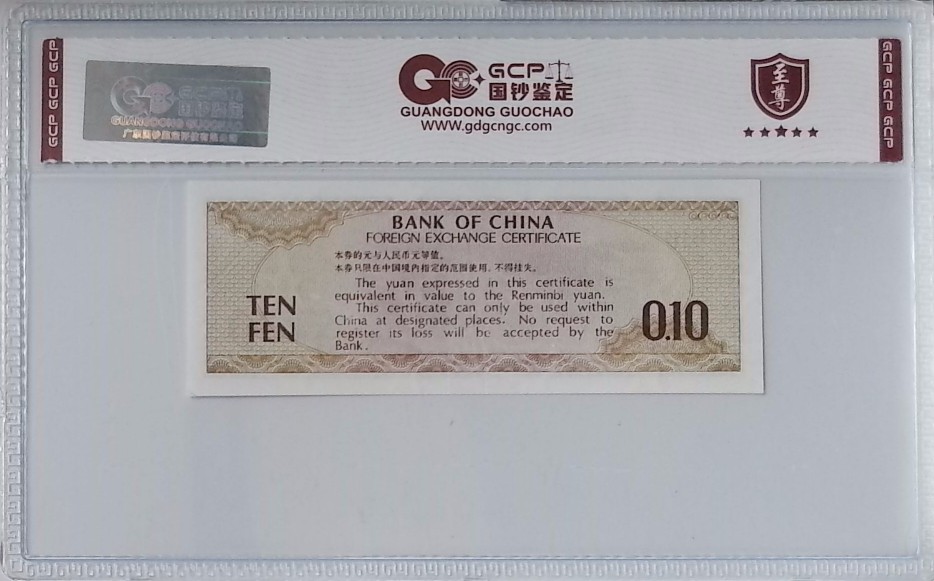 GCP GCP GCP
GUANGDONG GUOCHAO
GCP
国钞鉴定
GUANGDONG GUOCHAO
WWW.gdgcngc.com
至尊
GCP GCP GCP
BANK OF CHINA
FOREIGN EXCHANGE CERTIFICATE
本券的元与人民币元等值。
本券只限在中国境内指定的范围使用，不得挂失。
The yuan expressed in this certificate is
equivalent in value to the Renminbi yuan.
This certificate can only be used within
China at designated places. No request to
register its loss will be accepted by the
Bank.
TEN
FEN
0.10